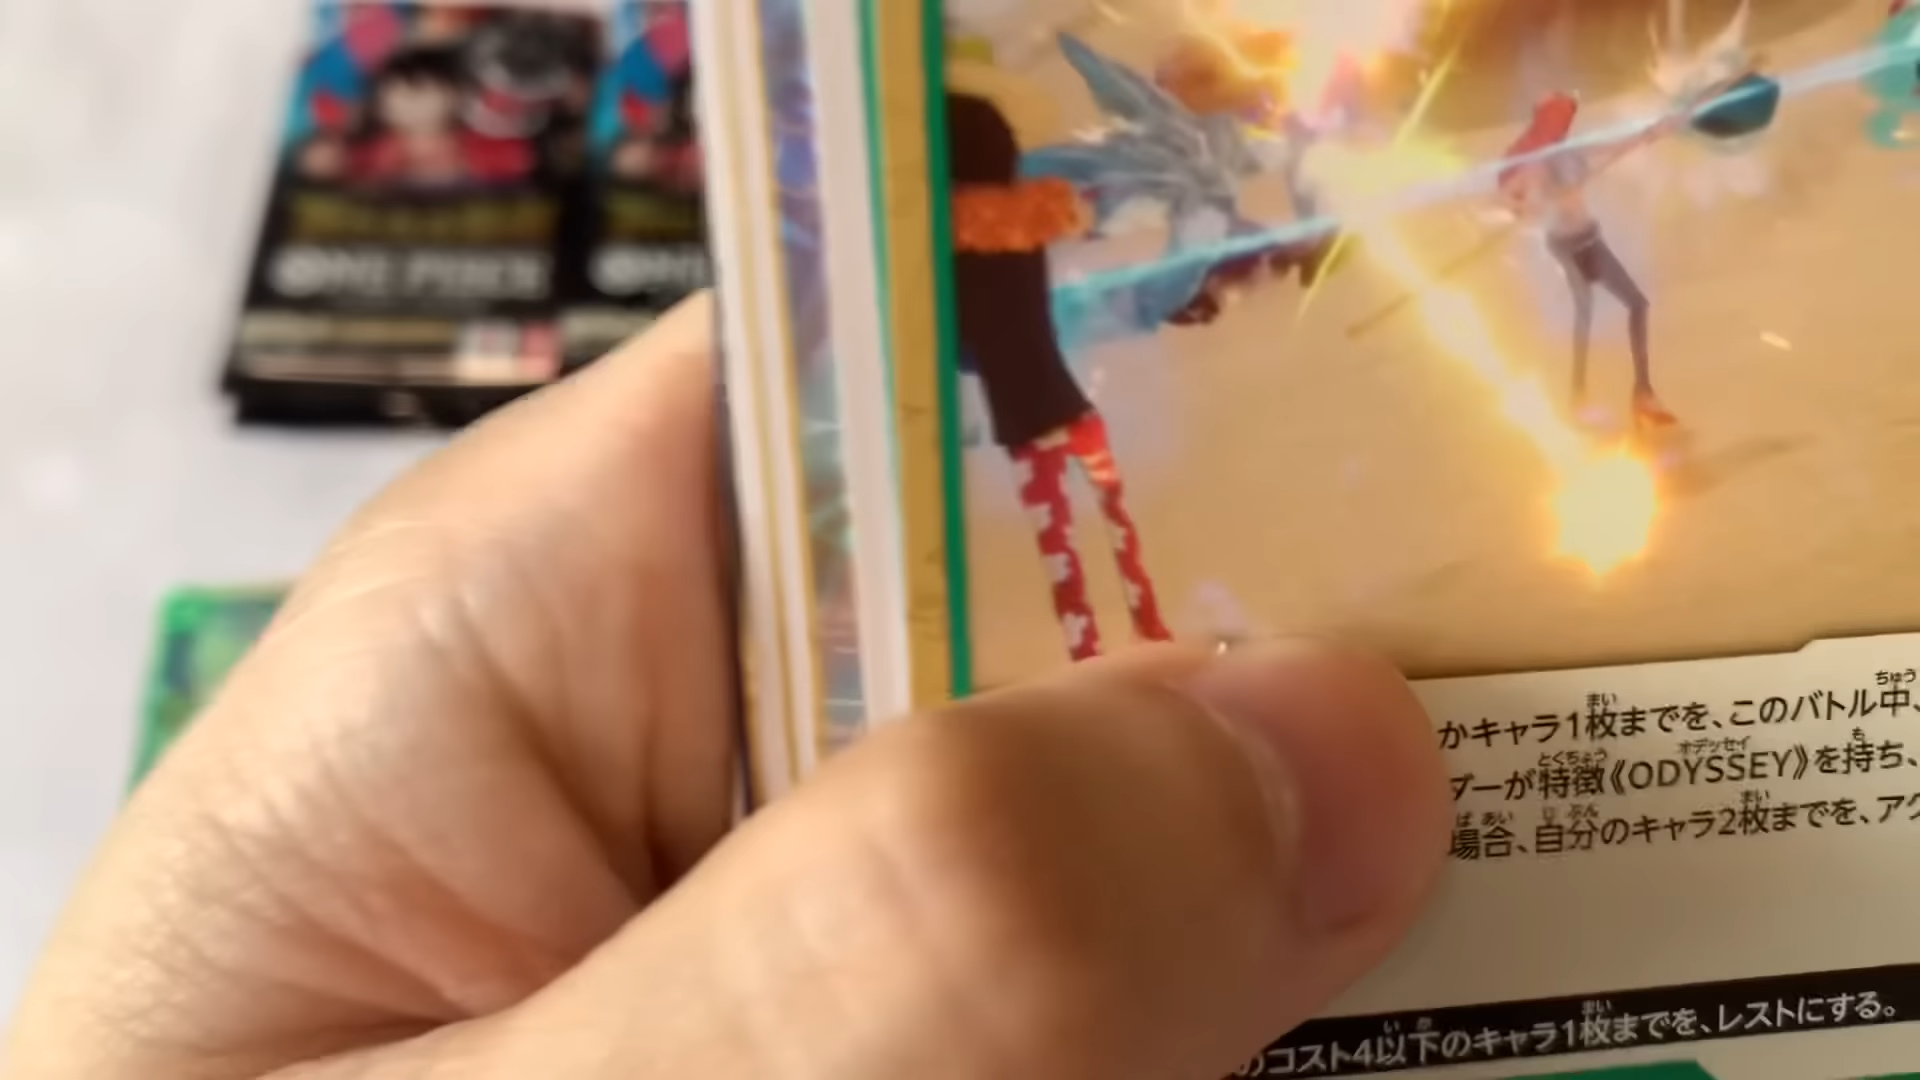 ONE PIECE
かキャラ1枚までを、このバトル中、
ダーが特徴《ODYSSEY》を持ち、
場合、自分のキャラ2枚までを、アク
のコスト4以下のキャラ1枚までを、レストにする。